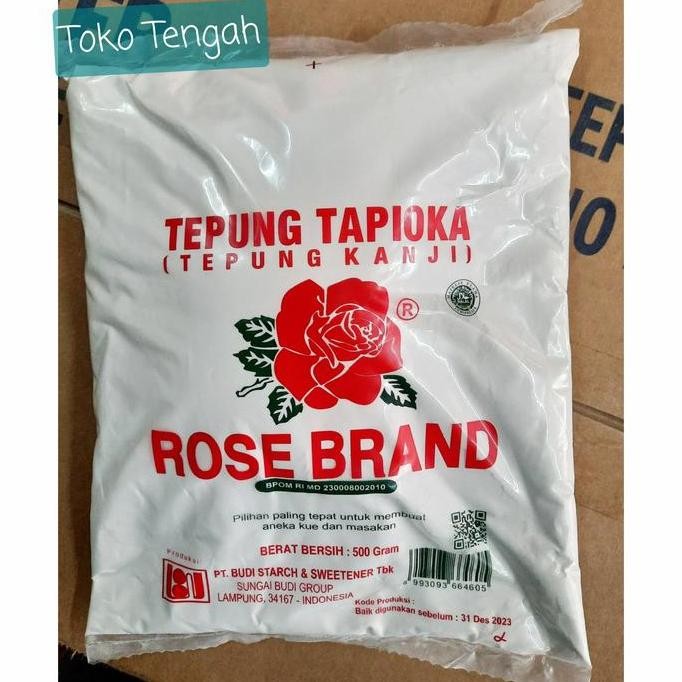 Toko Tengah
TEPUNG TAPIOKA
(TEPUNG KANJI)
®
ROSE BRAND
BPOM RI MD 230008002010
Pilihan paling tepat untuk membuat
aneka kue dan masakan
BERAT BERSIH : 500 Gram
Produksi
PT. BUDI STARCH & SWEETENER Tbk
SUNGAI BUDI GROUP
LAMPUNG, 34167 - INDONESIA
993093 664605
Kode Produksi :
Baik digunakan sebelum : 31 Des 2023